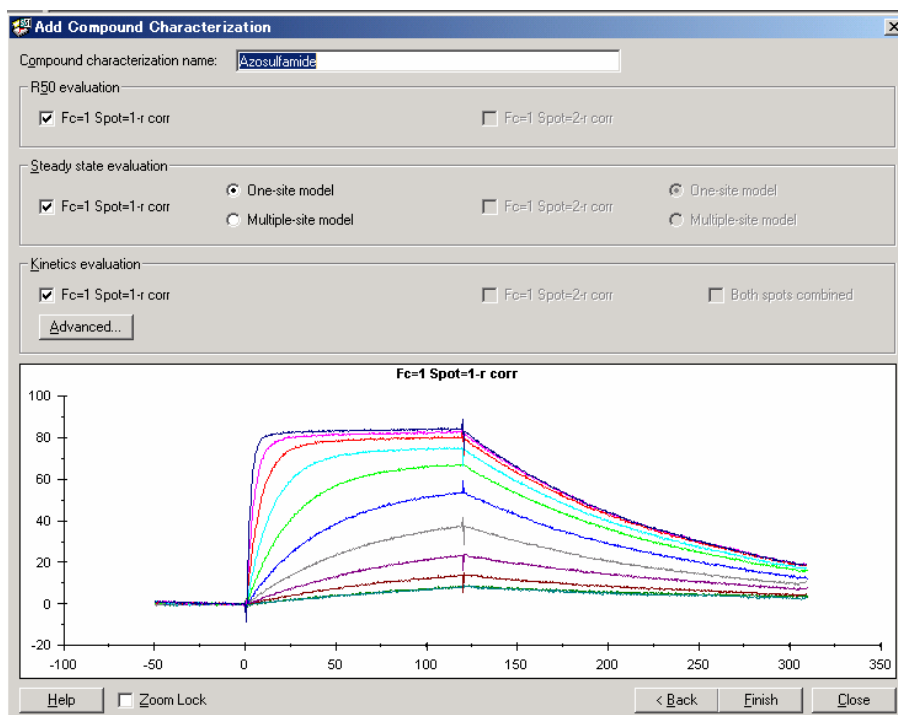 Add Compound Characterization
Compound characterization name: Azosulfamide
R50 evaluation
Fc=1 Spot=1-r corr Fc=1 Spot=2-r corr
Steady state evaluation
One-site model One-site model
Fc=1 Spot=1-r corr Fc=1 Spot=2-r corr
Multiple-site model Multiple-site model
Kinetics evaluation
Fc=1 Spot=1-r corr Fc=1 Spot=2-r corr Both spots combined
Advanced...
Fc=1 Spot=1-r corr
100
80
60
40
20
0
-20
-100 -50 0 50 100 150 200 250 300 350
Help Zoom Lock < Back Finish Close